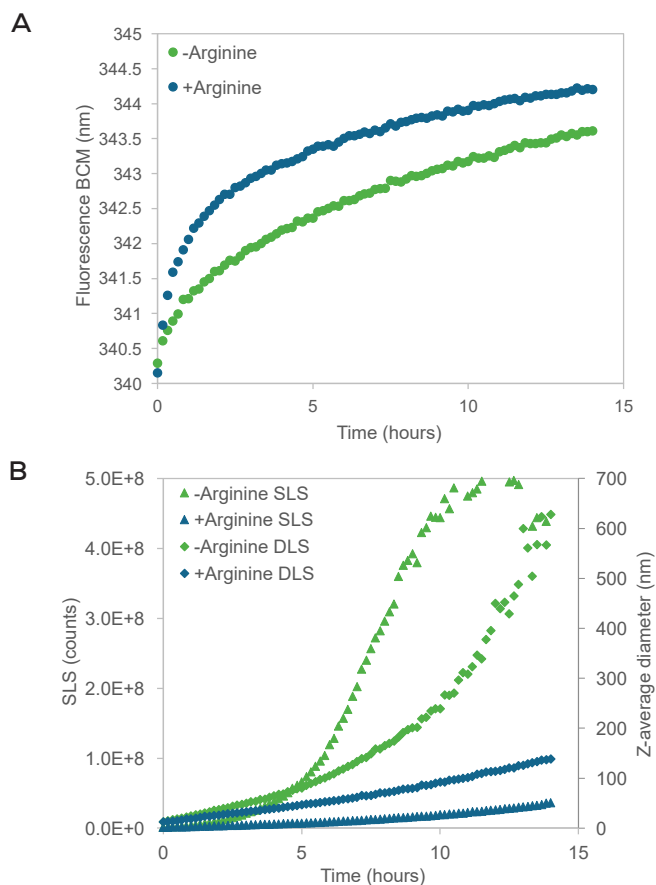 A
345
344.5
344
343.5
343
342.5
342
341.5
341
340.5
340
Fluorescence BCM (nm)
-Arginine
+Arginine
0
5
10
15
Time (hours)
B
5.0E+8
4.0E+8
3.0E+8
2.0E+8
1.0E+8
0.0E+0
SLS (counts)
-Arginine SLS
+Arginine SLS
-Arginine DLS
+Arginine DLS
700
600
500
400
300
200
100
0
Z-average diameter (nm)
0
5
10
15
Time (hours)